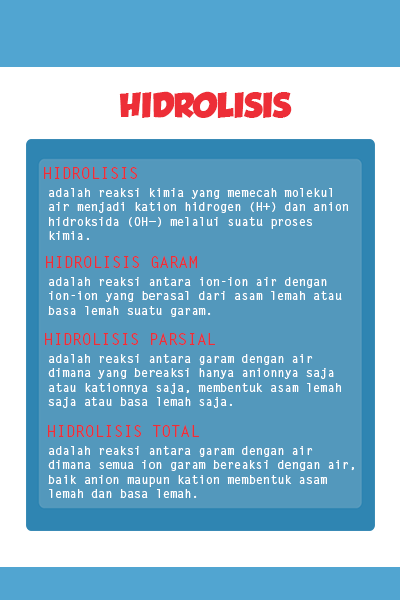 HIDROLISIS
HIDROLISIS
adalah reaksi kimia yang memecah molekul
air menjadi kation hidrogen (H+) dan anion
hidroksida (OH−) melalui suatu proses
kimia.
HIDROLISIS GARAM
adalah reaksi antara ion-ion air dengan
ion-ion yang berasal dari asam lemah atau
basa lemah suatu garam.
HIDROLISIS PARSIAL
adalah reaksi antara garam dengan air
dimana yang bereaksi hanya anionnya saja
atau kationnya saja, membentuk asam lemah
saja atau basa lemah saja.
HIDROLISIS TOTAL
adalah reaksi antara garam dengan air
dimana semua ion garam bereaksi dengan air,
baik anion maupun kation membentuk asam
lemah dan basa lemah.